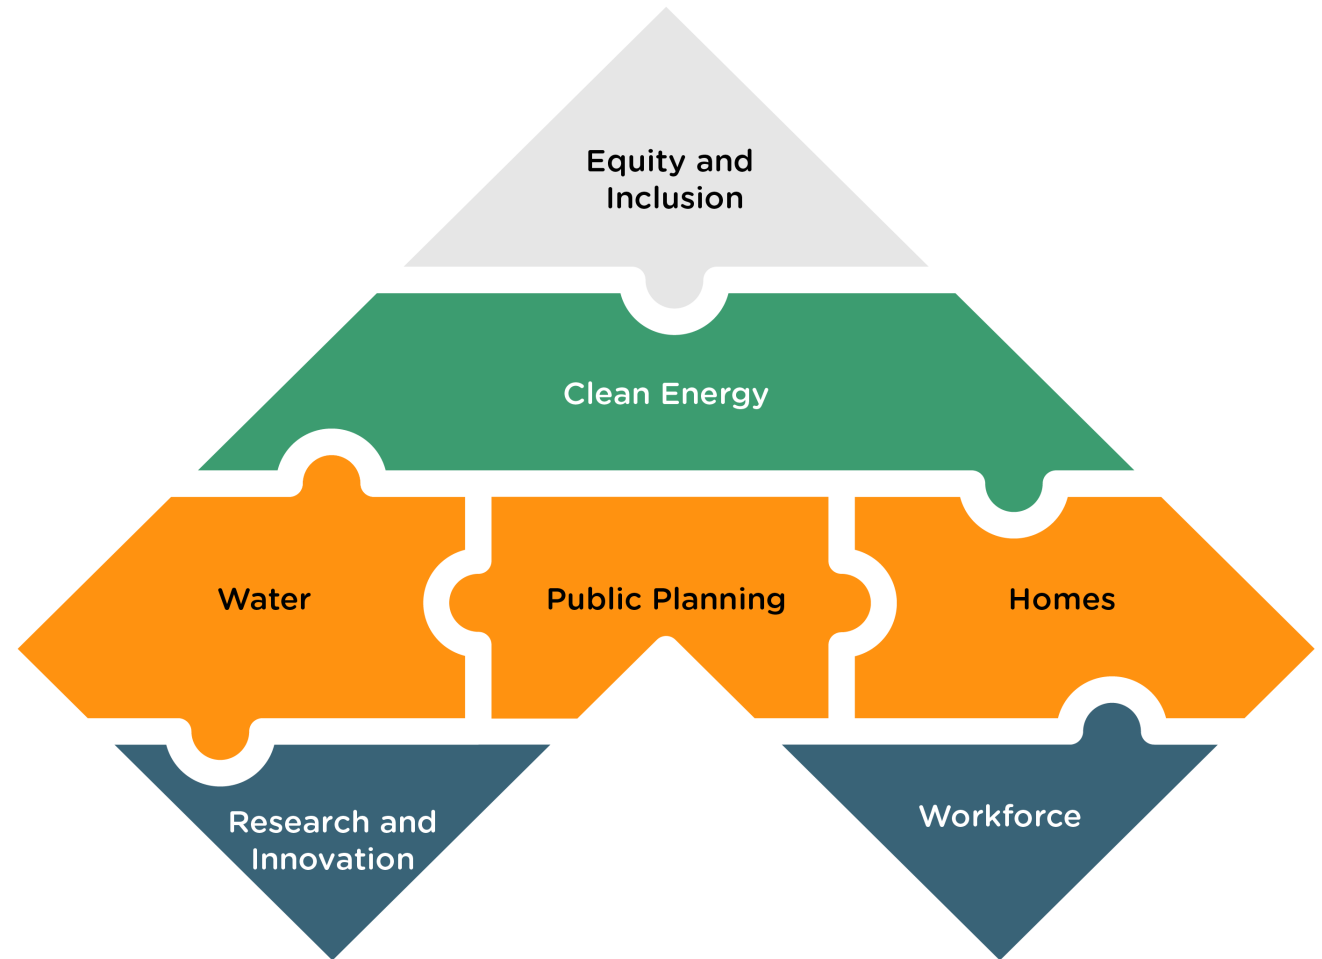 Equity and
Inclusion
Clean Energy
Water
Public Planning
Homes
Research and
Innovation
Workforce